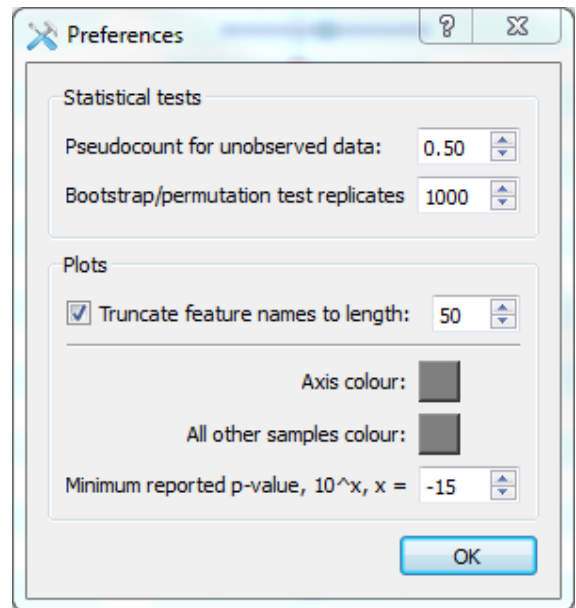 Preferences
Statistical tests
Pseudocount for unobserved data: 0.50
Bootstrap/permutation test replicates 1000
Plots
Truncate feature names to length: 50
Axis colour:
All other samples colour:
Minimum reported p-value, 10^x, x = -15
OK